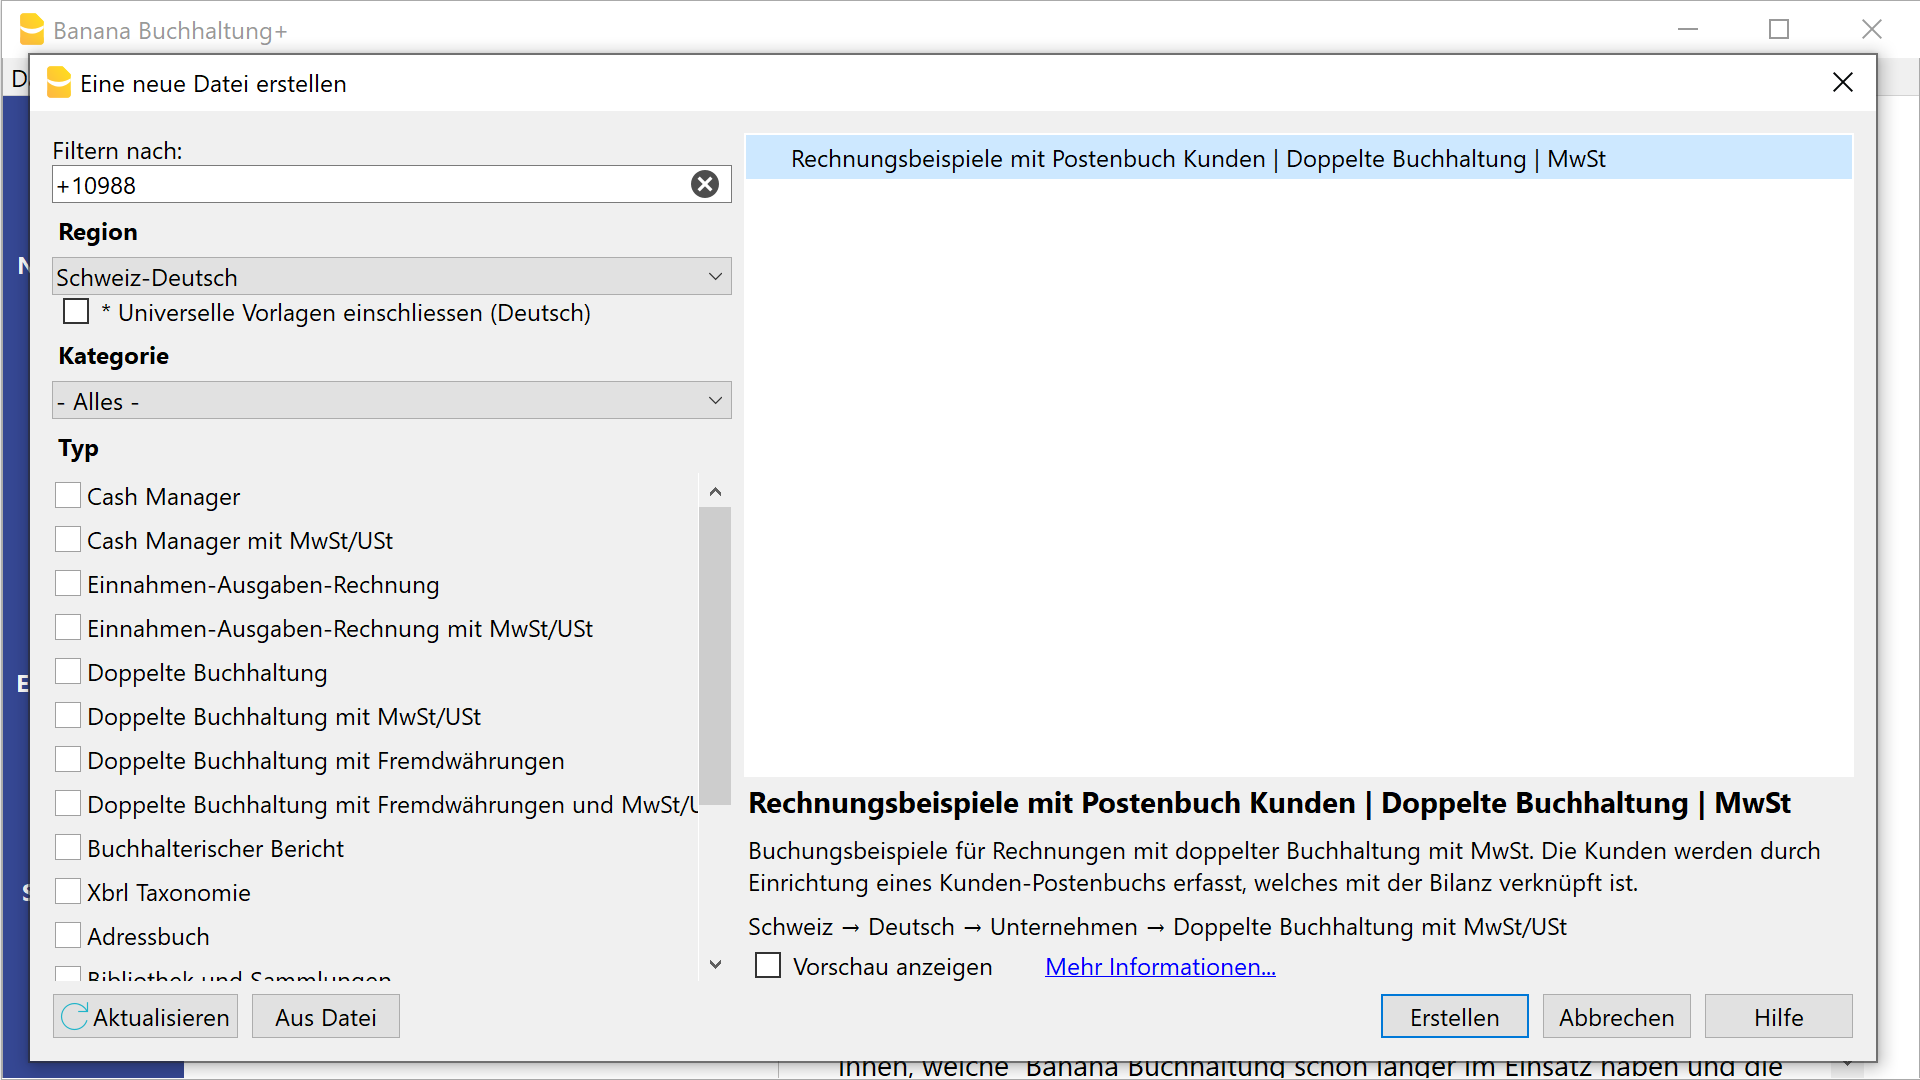 Banana Buchhaltung+
Eine neue Datei erstellen
Filtern nach:
+10988
Region
Schweiz-Deutsch
* Universelle Vorlagen einschliessen (Deutsch)
Kategorie
- Alles -
Typ
Cash Manager
Cash Manager mit MwSt/USt
Einnahmen-Ausgaben-Rechnung
Einnahmen-Ausgaben-Rechnung mit MwSt/USt
Doppelte Buchhaltung
Doppelte Buchhaltung mit MwSt/USt
Doppelte Buchhaltung mit Fremdwährungen
Doppelte Buchhaltung mit Fremdwährungen und MwSt/U
Buchhalterischer Bericht
Xbrl Taxonomie
Adressbuch
Bibliothek und Sammlungen
Aktualisieren
Aus Datei
Rechnungsbeispiele mit Postenbuch Kunden | Doppelte Buchhaltung | MwSt
Rechnungsbeispiele mit Postenbuch Kunden | Doppelte Buchhaltung | MwSt
Buchungsbeispiele für Rechnungen mit doppelter Buchhaltung mit MwSt. Die Kunden werden durch
Einrichtung eines Kunden-Postenbuchs erfasst, welches mit der Bilanz verknüpft ist.
Schweiz → Deutsch → Unternehmen → Doppelte Buchhaltung mit MwSt/USt
Vorschau anzeigen
Mehr Informationen...
Erstellen
Abbrechen
Hilfe
Ihnen, welche Banana Buchhaltung schon länger im Einsatz haben und die